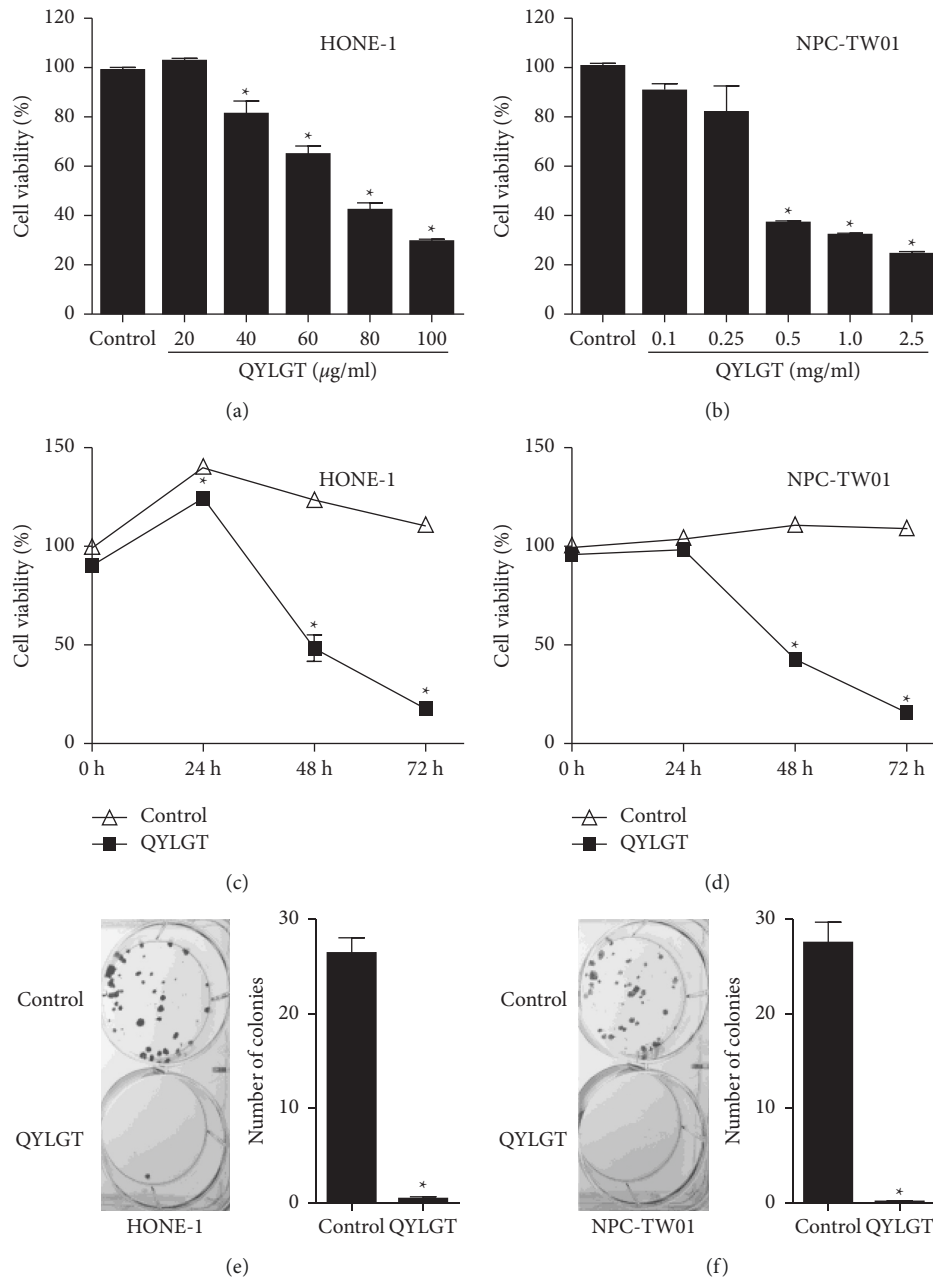 120
100
80
60
40
20
0
Cell viability (%)
HONE-1
*
*
*
*
Control 20 40 60 80 100
QYLGT (μg/ml)
(a)
120
100
80
60
40
20
0
Cell viability (%)
NPC-TW01
*
*
*
Control 0.1 0.25 0.5 1.0 2.5
QYLGT (mg/ml)
(b)
150
100
50
0
Cell viability (%)
HONE-1
*
*
*
0 h 24 h 48 h 72 h
Control
QYLGT
(c)
150
100
50
0
Cell viability (%)
NPC-TW01
*
*
0 h 24 h 48 h 72 h
Control
QYLGT
(d)
Control
QYLGT
HONE-1
30
20
10
0
Number of colonies
*
Control QYLGT
(e)
Control
QYLGT
NPC-TW01
30
20
10
0
Number of colonies
*
Control QYLGT
(f)